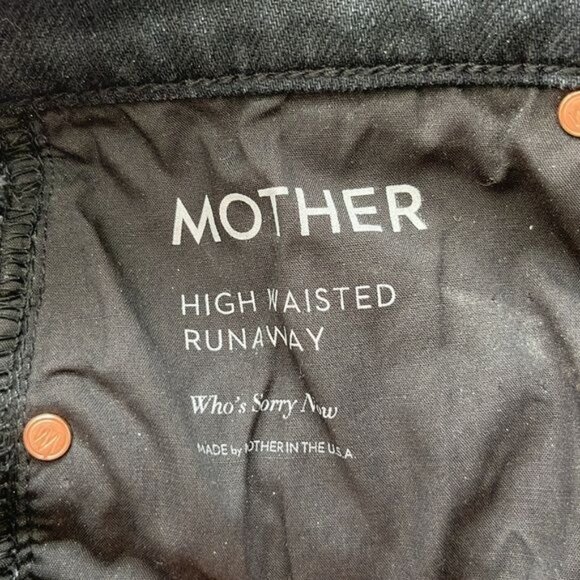 MOTHER
HIGH WAISTED
RUNAWAY
Who's Sorry Now
MADE by MOTHER IN THE U.S.A.